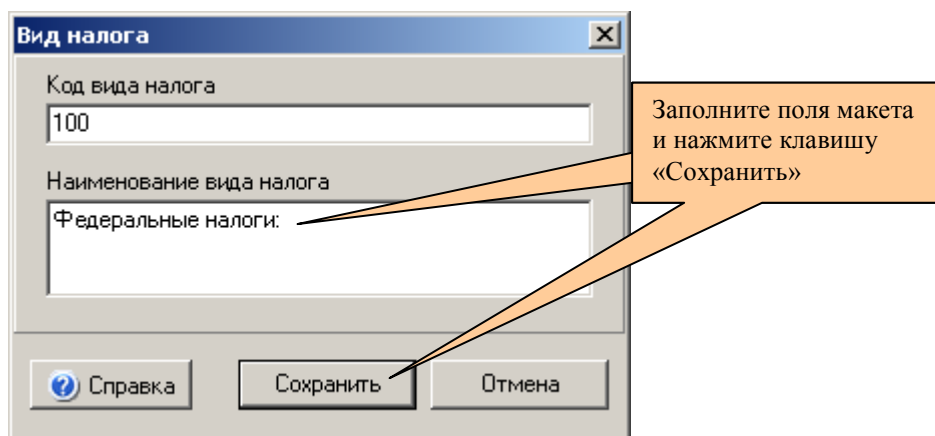 Вид налога
Код вида налога
100
Наименование вида налога
Федеральные налоги:
Заполните поля макета
и нажмите клавишу
«Сохранить»
Справка
Сохранить
Отмена